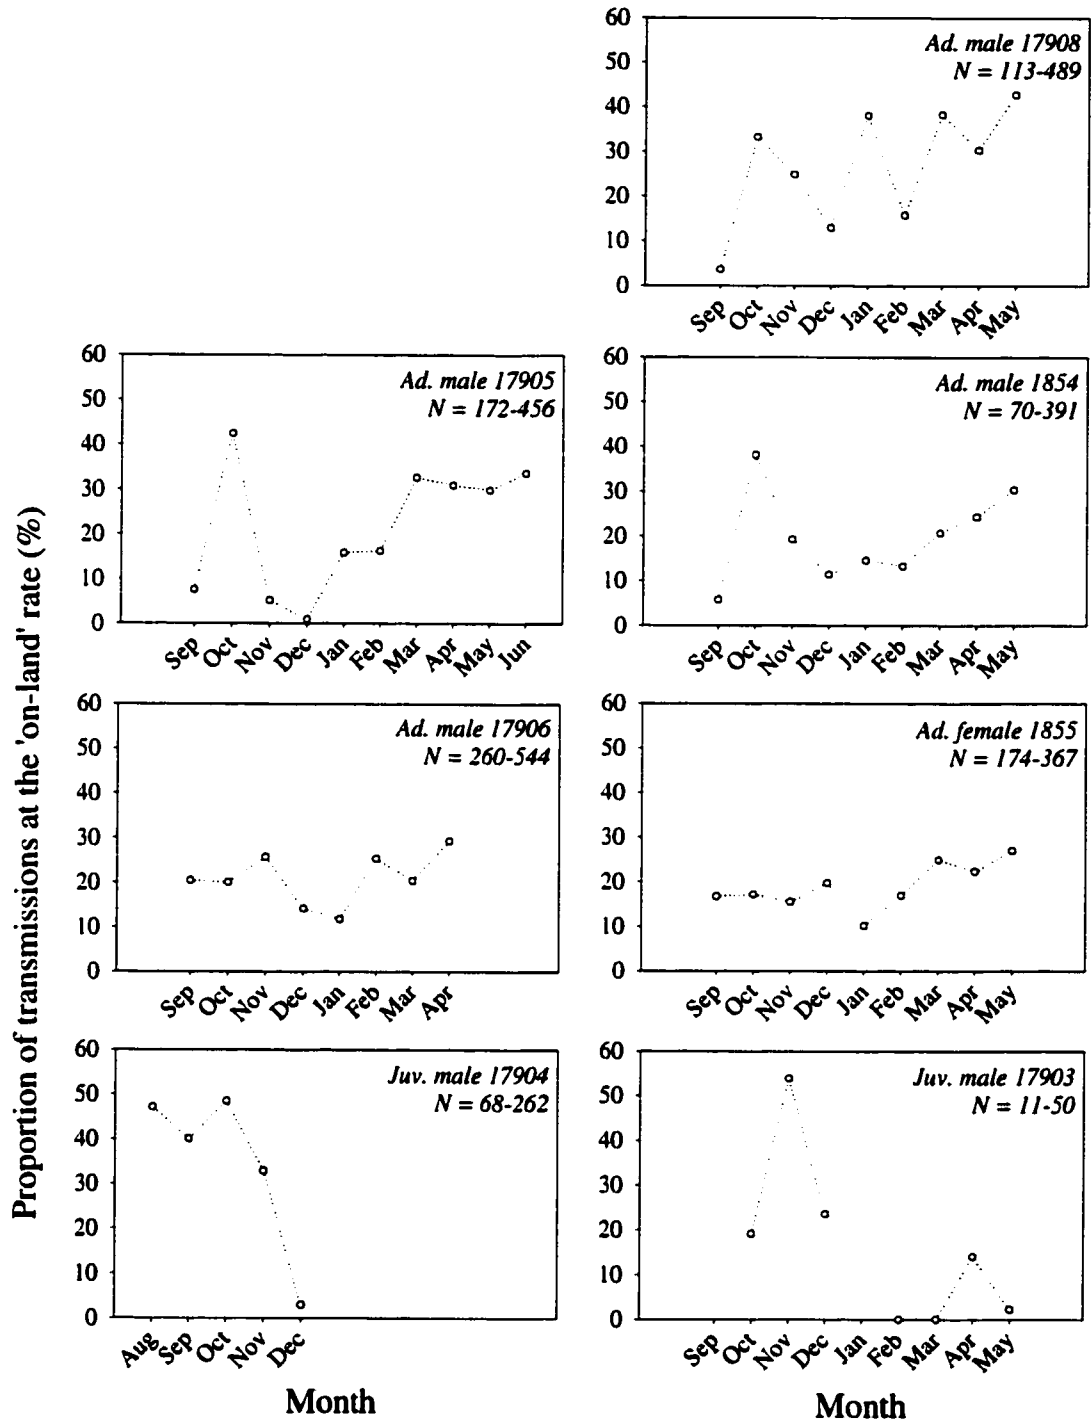 60
50
40
30
20
10
0
Ad. male 17908
N = 113-489
Sep Oct Nov Dec Jan Feb Mar Apr May
60
50
40
30
20
10
0
Ad. male 17905
N = 172-456
Sep Oct Nov Dec Jan Feb Mar Apr May Jun
60
50
40
30
20
10
0
Ad. male 1854
N = 70-391
Sep Oct Nov Dec Jan Feb Mar Apr May
Proportion of transmissions at the 'on-land' rate (%)
60
50
40
30
20
10
0
Ad. male 17906
N = 260-544
Sep Oct Nov Dec Jan Feb Mar Apr
60
50
40
30
20
10
0
Ad. female 1855
N = 174-367
Sep Oct Nov Dec Jan Feb Mar Apr May
60
50
40
30
20
10
0
Juv. male 17904
N = 68-262
Aug Sep Oct Nov Dec
Month
60
50
40
30
20
10
0
Juv. male 17903
N = 11-50
Sep Oct Nov Dec Jan Feb Mar Apr May
Month